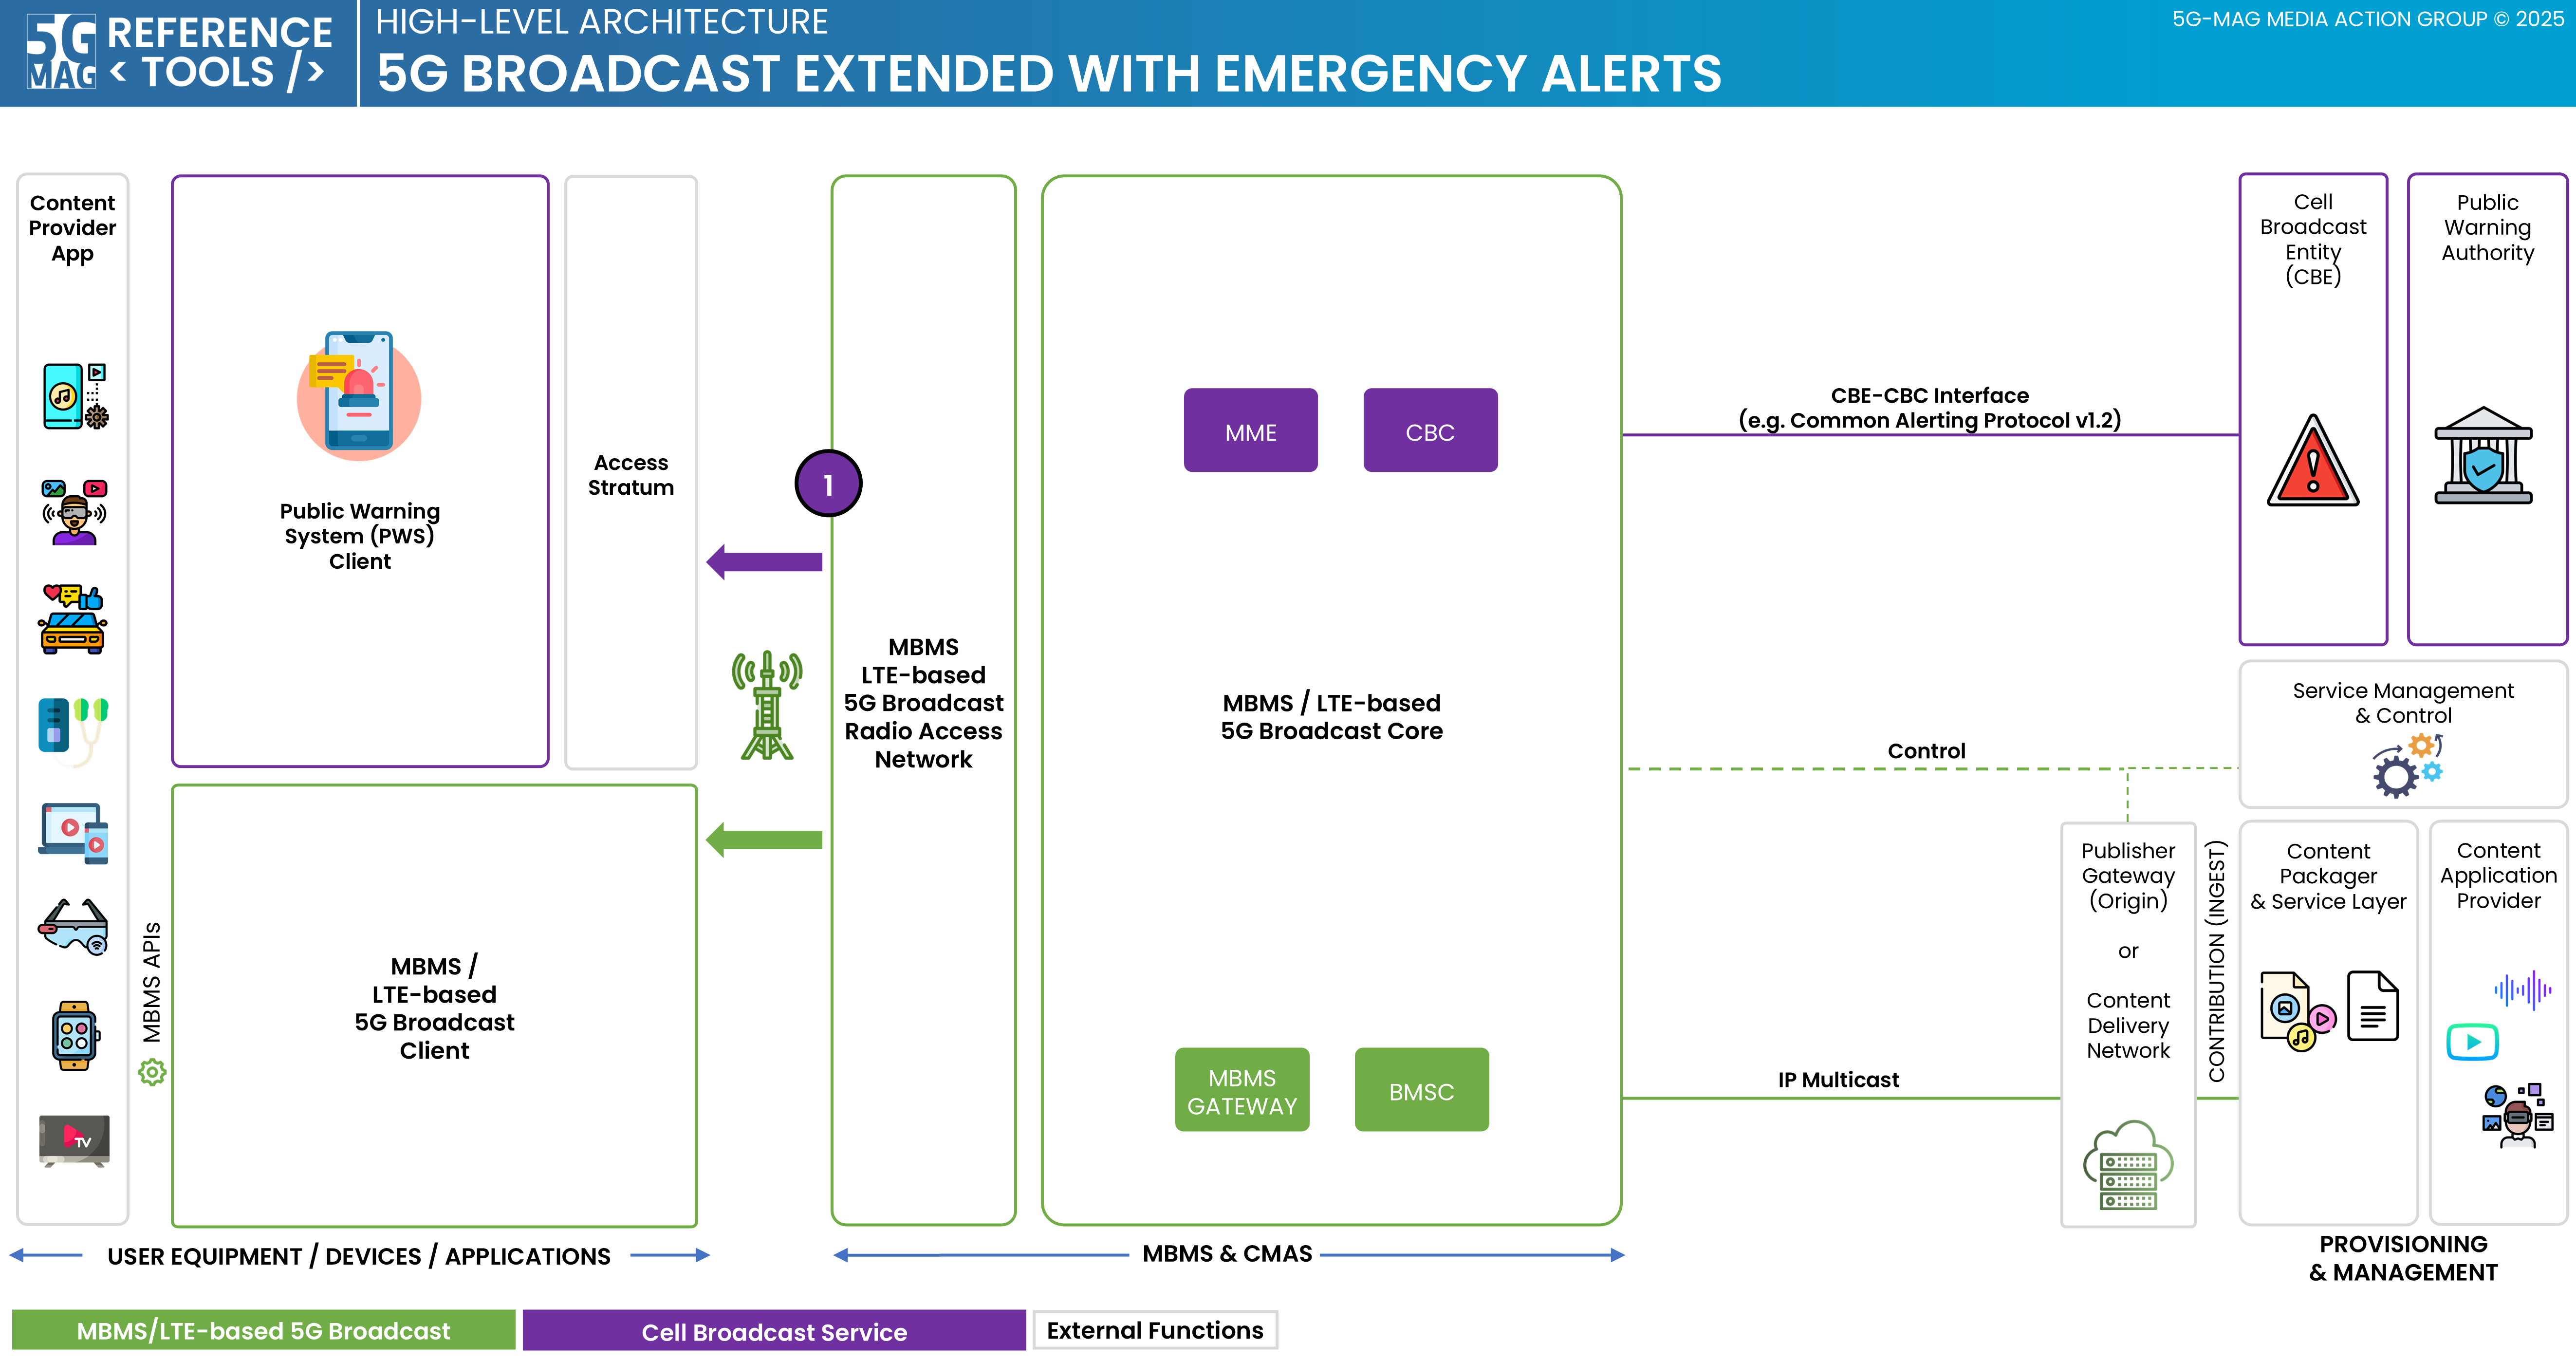 5G
MAG
REFERENCE
< TOOLS />
HIGH-LEVEL ARCHITECTURE
5G BROADCAST EXTENDED WITH EMERGENCY ALERTS
5G-MAG MEDIA ACTION GROUP © 2025
Content
Provider
App
TV
MBMS APIs
Public Warning
System (PWS)
Client
Access
Stratum
MBMS /
LTE-based
5G Broadcast
Client
1
MBMS
LTE-based
5G Broadcast
Radio Access
Network
MME
CBC
MBMS / LTE-based
5G Broadcast Core
MBMS
GATEWAY
BMSC
CBE-CBC Interface
(e.g. Common Alerting Protocol v1.2)
Control
IP Multicast
Cell
Broadcast
Entity
(CBE)
Public
Warning
Authority
Service Management
& Control
Publisher
Gateway
(Origin)
or
Content
Delivery
Network
CONTRIBUTION (INGEST)
Content
Packager
& Service Layer
Content
Application
Provider
USER EQUIPMENT / DEVICES / APPLICATIONS
MBMS & CMAS
PROVISIONING
& MANAGEMENT
MBMS/LTE-based 5G Broadcast
Cell Broadcast Service
External Functions